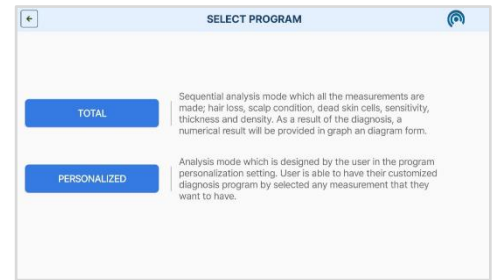 SELECT PROGRAM
TOTAL
Sequential analysis mode which all the measurements are
made; hair loss, scalp condition, dead skin cells, sensitivity,
thickness and density. As a result of the diagnosis, a
numerical result will be provided in graph an diagram form.
PERSONALIZED
Analysis mode which is designed by the user in the program
personalization setting. User is able to have their customized
diagnosis program by selected any measurement that they
want to have.